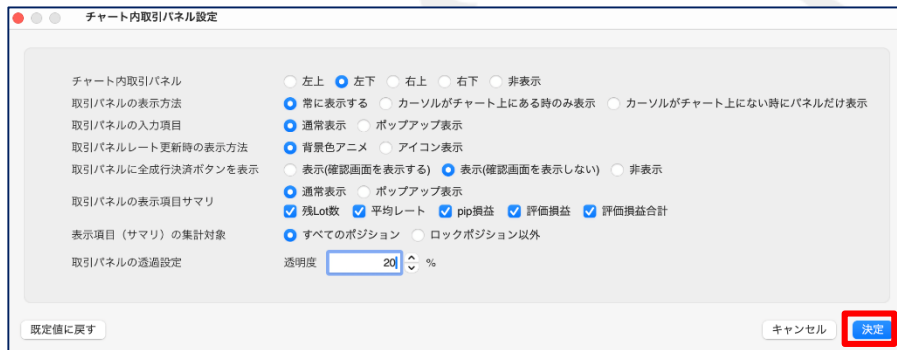 チャート内取引パネル設定
チャート内取引パネル 左上 左下 右上 右下 非表示
取引パネルの表示方法 常に表示する カーソルがチャート上にある時のみ表示 カーソルがチャート上にない時にパネルだけ表示
取引パネルの入力項目 通常表示 ポップアップ表示
取引パネルレート更新時の表示方法 背景色アニメ アイコン表示
取引パネルに全成行決済ボタンを表示 表示(確認画面を表示する) 表示(確認画面を表示しない) 非表示
取引パネルの表示項目サマリ 通常表示 ポップアップ表示
残Lot数 平均レート pip損益 評価損益 評価損益合計
表示項目（サマリ）の集計対象 すべてのポジション ロックポジション以外
取引パネルの透過設定 透明度 20 %
既定値に戻す キャンセル 決定